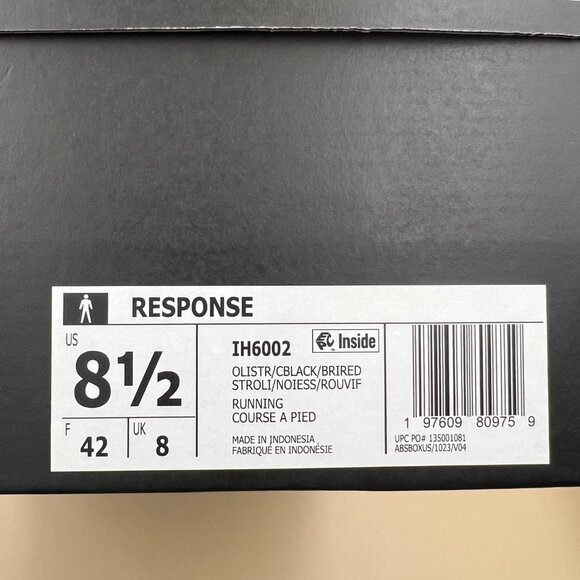 RESPONSE
US
8½
F
42
UK
8
IH6002
Inside
OLISTR/CBLACK/BRIRED
STROLI/NOIESS/ROUVIF
RUNNING
COURSE A PIED
MADE IN INDONESIA
FABRIQUÉ EN INDONÉSIE
1 97609 80975 9
UPC PO# 135001081
ABSBOXUS/1023/V04